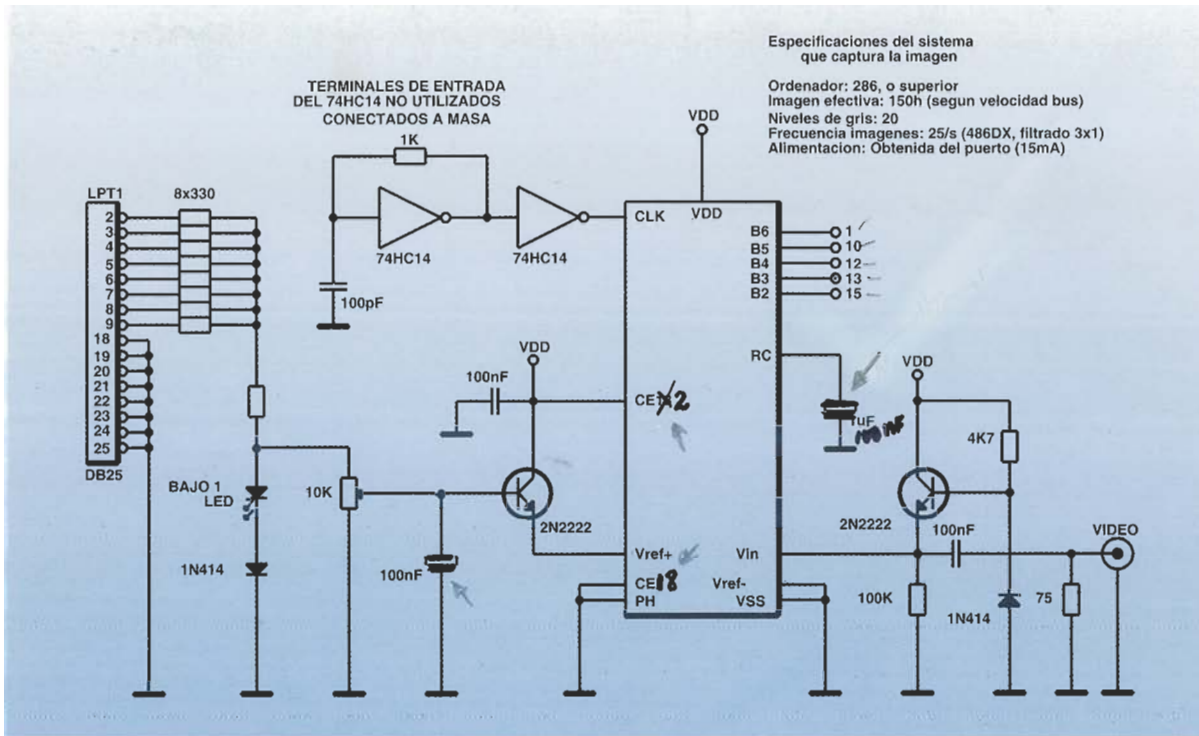 Especificaciones del sistema
que captura la imagen
Ordenador: 286, o superior
Imagen efectiva: 150h (segun velocidad bus)
Niveles de gris: 20
Frecuencia imagenes: 25/s (486DX, filtrado 3x1)
Alimentacion: Obtenida del puerto (15mA)
TERMINALES DE ENTRADA
DEL 74HC14 NO UTILIZADOS
CONECTADOS A MASA
1K
74HC14
74HC14
100pF
LPT1
8x330
2
3
4
5
6
7
8
9
18
19
20
21
22
23
24
25
DB25
BAJO 1
LED
1N414
10K
100nF
100nF
VDD
2N2222
VDD
VDD
CLK
B6 1
B5 10
B4 12
B3 13
B2 15
RC
CE 2
Vref+
CE 18
PH
Vin
Vref-
VSS
1uF
100nF
VDD
4K7
2N2222
100nF
100K
1N414
75
VIDEO